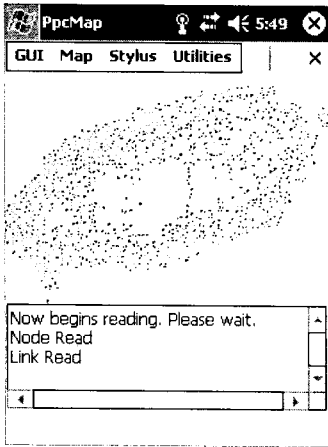 PpcMap 5:49
GUI Map Stylus Utilities
Now begins reading. Please wait.
Node Read
Link Read